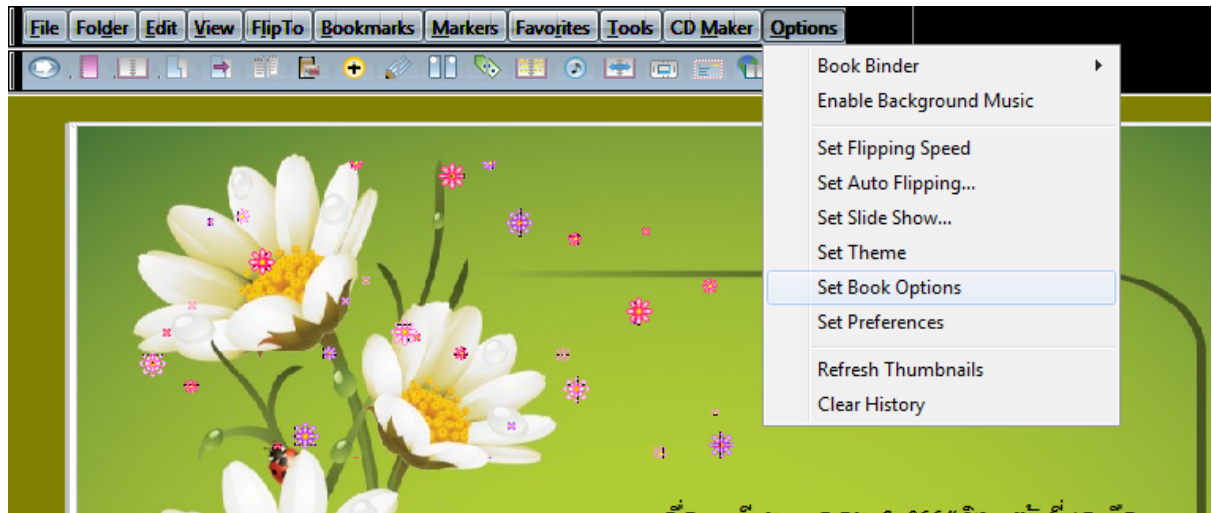 File Folder Edit View FlipTo Bookmarks Markers Favorites Tools CD Maker Options
Book Binder
Enable Background Music
Set Flipping Speed
Set Auto Flipping...
Set Slide Show...
Set Theme
Set Book Options
Set Preferences
Refresh Thumbnails
Clear History